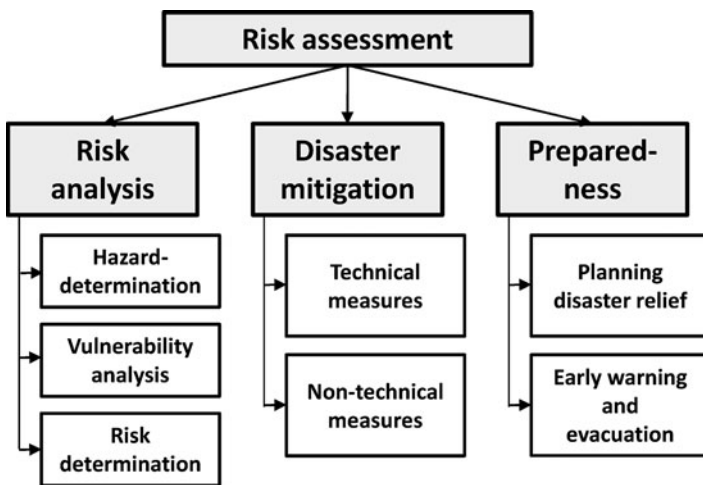 Risk assessment
Risk
analysis
Disaster
mitigation
Prepared-
ness
Hazard-
determination
Vulnerability
analysis
Risk
determination
Technical
measures
Non-technical
measures
Planning
disaster relief
Early warning
and
evacuation